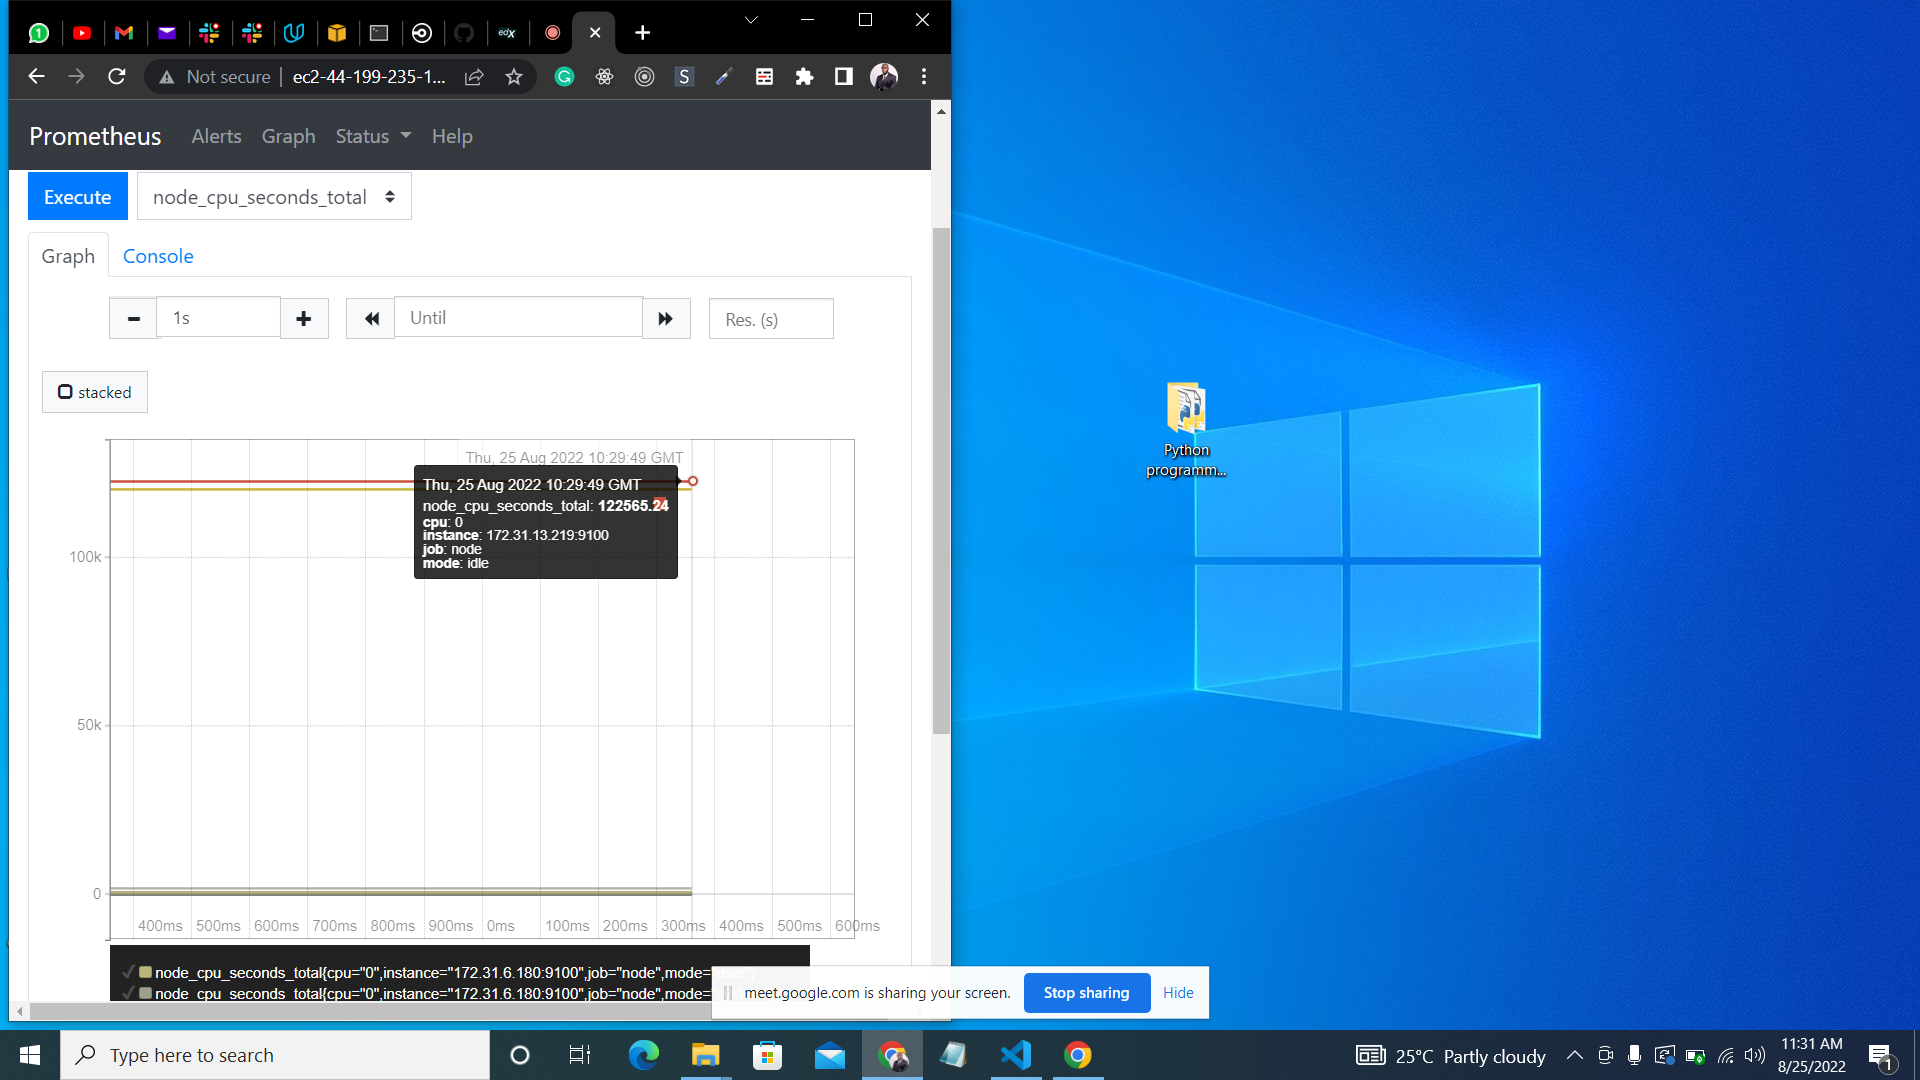 1
edX
Not secure
ec2-44-199-235-1...
S
Prometheus
Alerts
Graph
Status
Help
Execute
node_cpu_seconds_total
Graph
Console
1s
Until
Res. (s)
stacked
Thu, 25 Aug 2022 10:29:49 GMT
Thu, 25 Aug 2022 10:29:49 GMT
node_cpu_seconds_total: 122565.24
cpu: 0
instance: 172.31.13.219:9100
job: node
mode: idle
100k
50k
0
400ms 500ms 600ms 700ms 800ms 900ms 0ms 100ms 200ms 300ms 400ms 500ms 600ms
node_cpu_seconds_total{cpu="0",instance="172.31.6.180:9100",job="node",mode="user"}
node_cpu_seconds_total{cpu="0",instance="172.31.6.180:9100",job="node",mode=
meet.google.com is sharing your screen.
Stop sharing
Hide
Python
programm...
Type here to search
25°C Partly cloudy
11:31 AM
8/25/2022
1